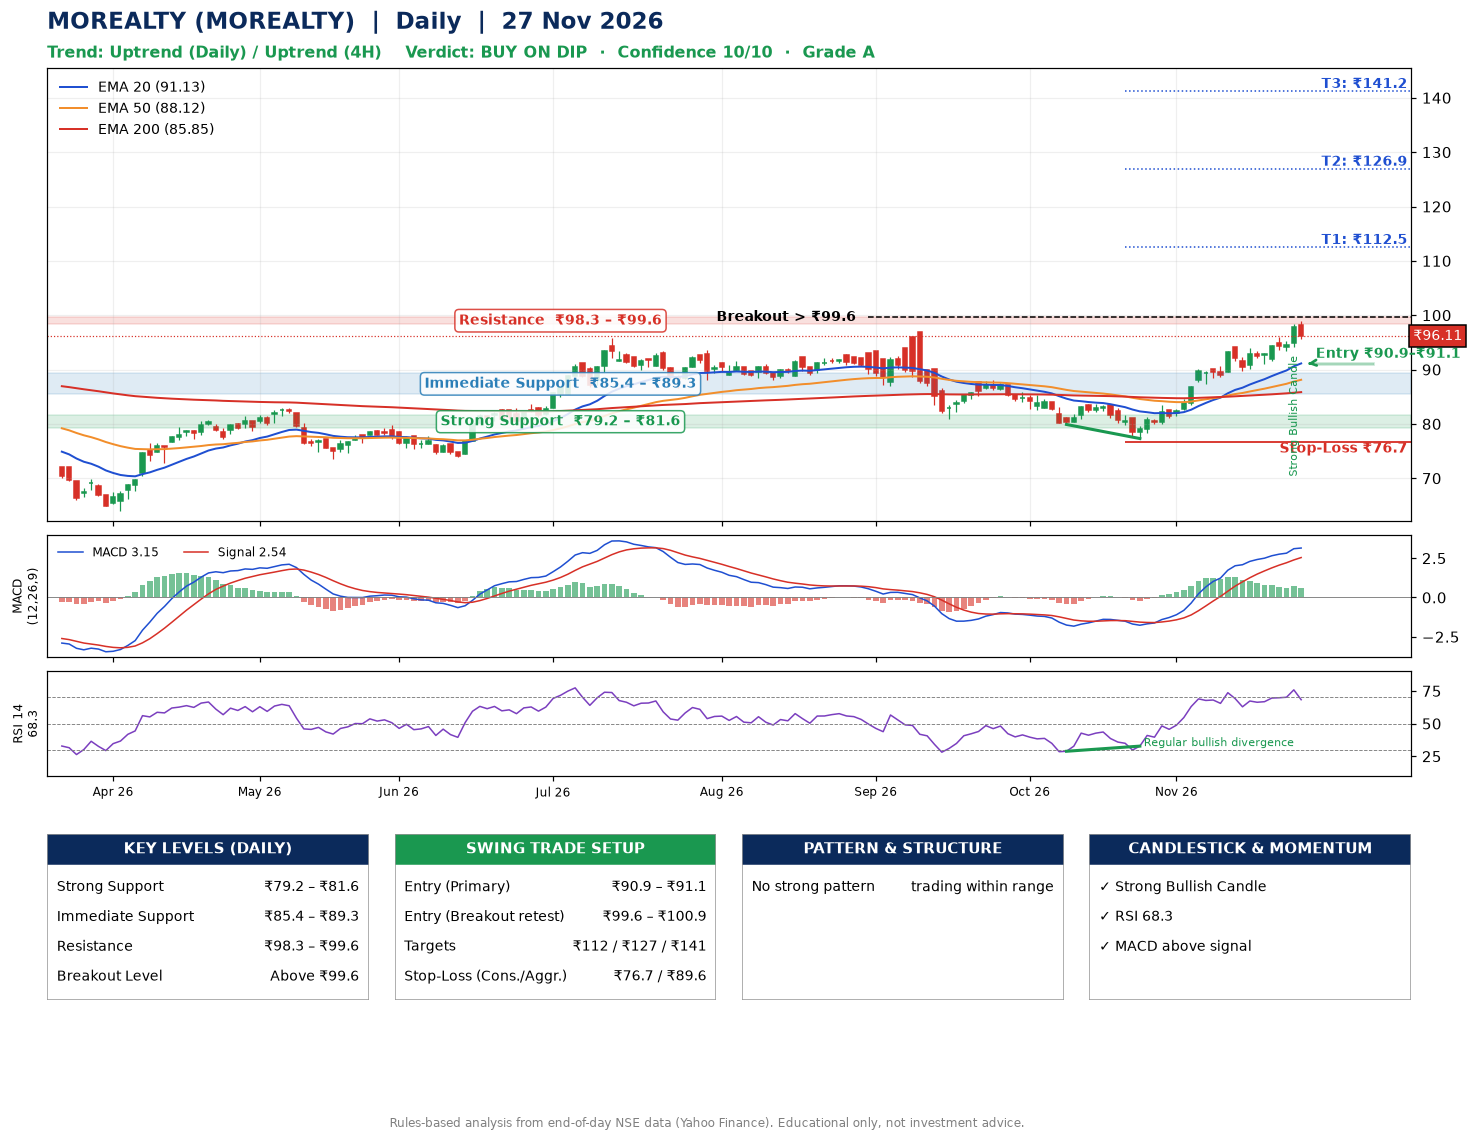 MOREALTY (MOREALTY)  |  Daily  |  27 Nov 2026
Trend: Uptrend (Daily) / Uptrend (4H)    Verdict: BUY ON DIP  ·  Confidence 10/10  ·  Grade A
EMA 20 (91.13)
EMA 50 (88.12)
EMA 200 (85.85)
T3: ₹141.2
T2: ₹126.9
T1: ₹112.5
Resistance  ₹98.3 – ₹99.6
Breakout > ₹99.6
₹96.11
Entry ₹90.9–₹91.1
Immediate Support  ₹85.4 – ₹89.3
Strong Support  ₹79.2 – ₹81.6
Stop-Loss ₹76.7
Strong Bullish Candle
140
130
120
110
100
90
80
70
MACD (12,26,9)
MACD 3.15
Signal 2.54
2.5
0.0
−2.5
RSI 14
68.3
Regular bullish divergence
75
50
25
Apr 26
May 26
Jun 26
Jul 26
Aug 26
Sep 26
Oct 26
Nov 26
KEY LEVELS (DAILY)
Strong Support  ₹79.2 – ₹81.6
Immediate Support  ₹85.4 – ₹89.3
Resistance  ₹98.3 – ₹99.6
Breakout Level  Above ₹99.6
SWING TRADE SETUP
Entry (Primary)  ₹90.9 – ₹91.1
Entry (Breakout retest)  ₹99.6 – ₹100.9
Targets  ₹112 / ₹127 / ₹141
Stop-Loss (Cons./Aggr.)  ₹76.7 / ₹89.6
PATTERN & STRUCTURE
No strong pattern  trading within range
CANDLESTICK & MOMENTUM
✓ Strong Bullish Candle
✓ RSI 68.3
✓ MACD above signal
Rules-based analysis from end-of-day NSE data (Yahoo Finance). Educational only, not investment advice.